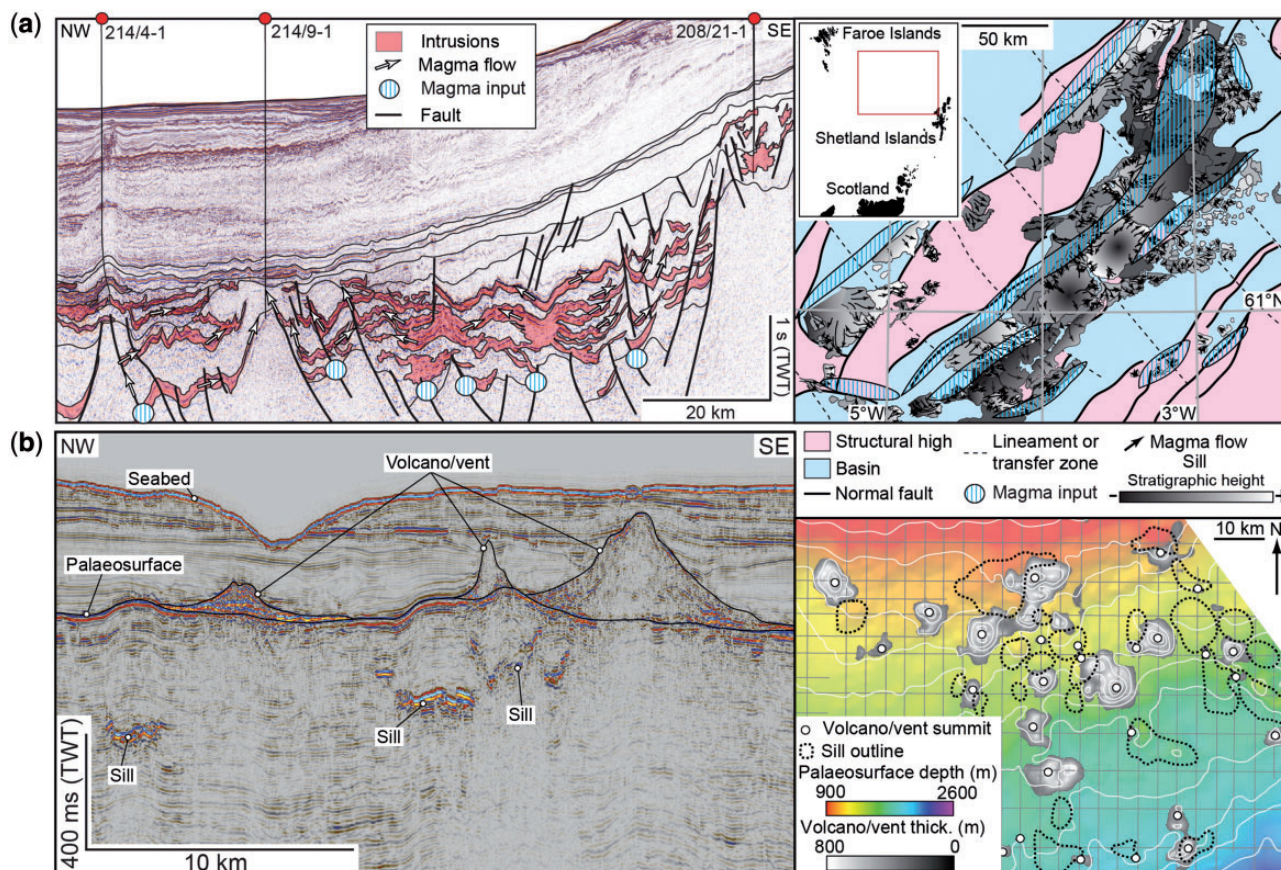 (a)
NW
214/4-1
214/9-1
208/21-1
SE
Intrusions
Magma flow
Magma input
Fault
1 s (TWT)
20 km
50 km
Faroe Islands
Shetland Islands
Scotland
61°N
5°W
3°W
Structural high
Basin
Normal fault
Lineament or
transfer zone
Magma input
Magma flow
Sill
Stratigraphic height
- +
(b)
NW
SE
Seabed
Volcano/vent
Palaeosurface
Sill
Sill
Sill
400 ms (TWT)
10 km
10 km
N
Volcano/vent summit
Sill outline
Palaeosurface depth (m)
900 2600
Volcano/vent thick. (m)
800 0